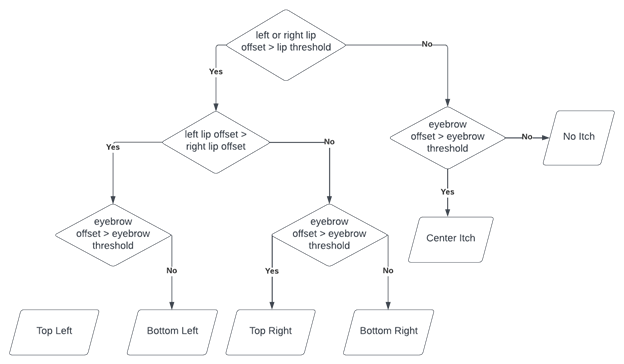 left or right lip
offset > lip threshold
No
Yes
eyebrow
offset > eyebrow
threshold
No
No Itch
left lip offset >
right lip offset
Yes
No
Yes
Center Itch
eyebrow
offset > eyebrow
threshold
eyebrow
offset > eyebrow
threshold
No
Yes
No
Top Left
Bottom Left
Top Right
Bottom Right